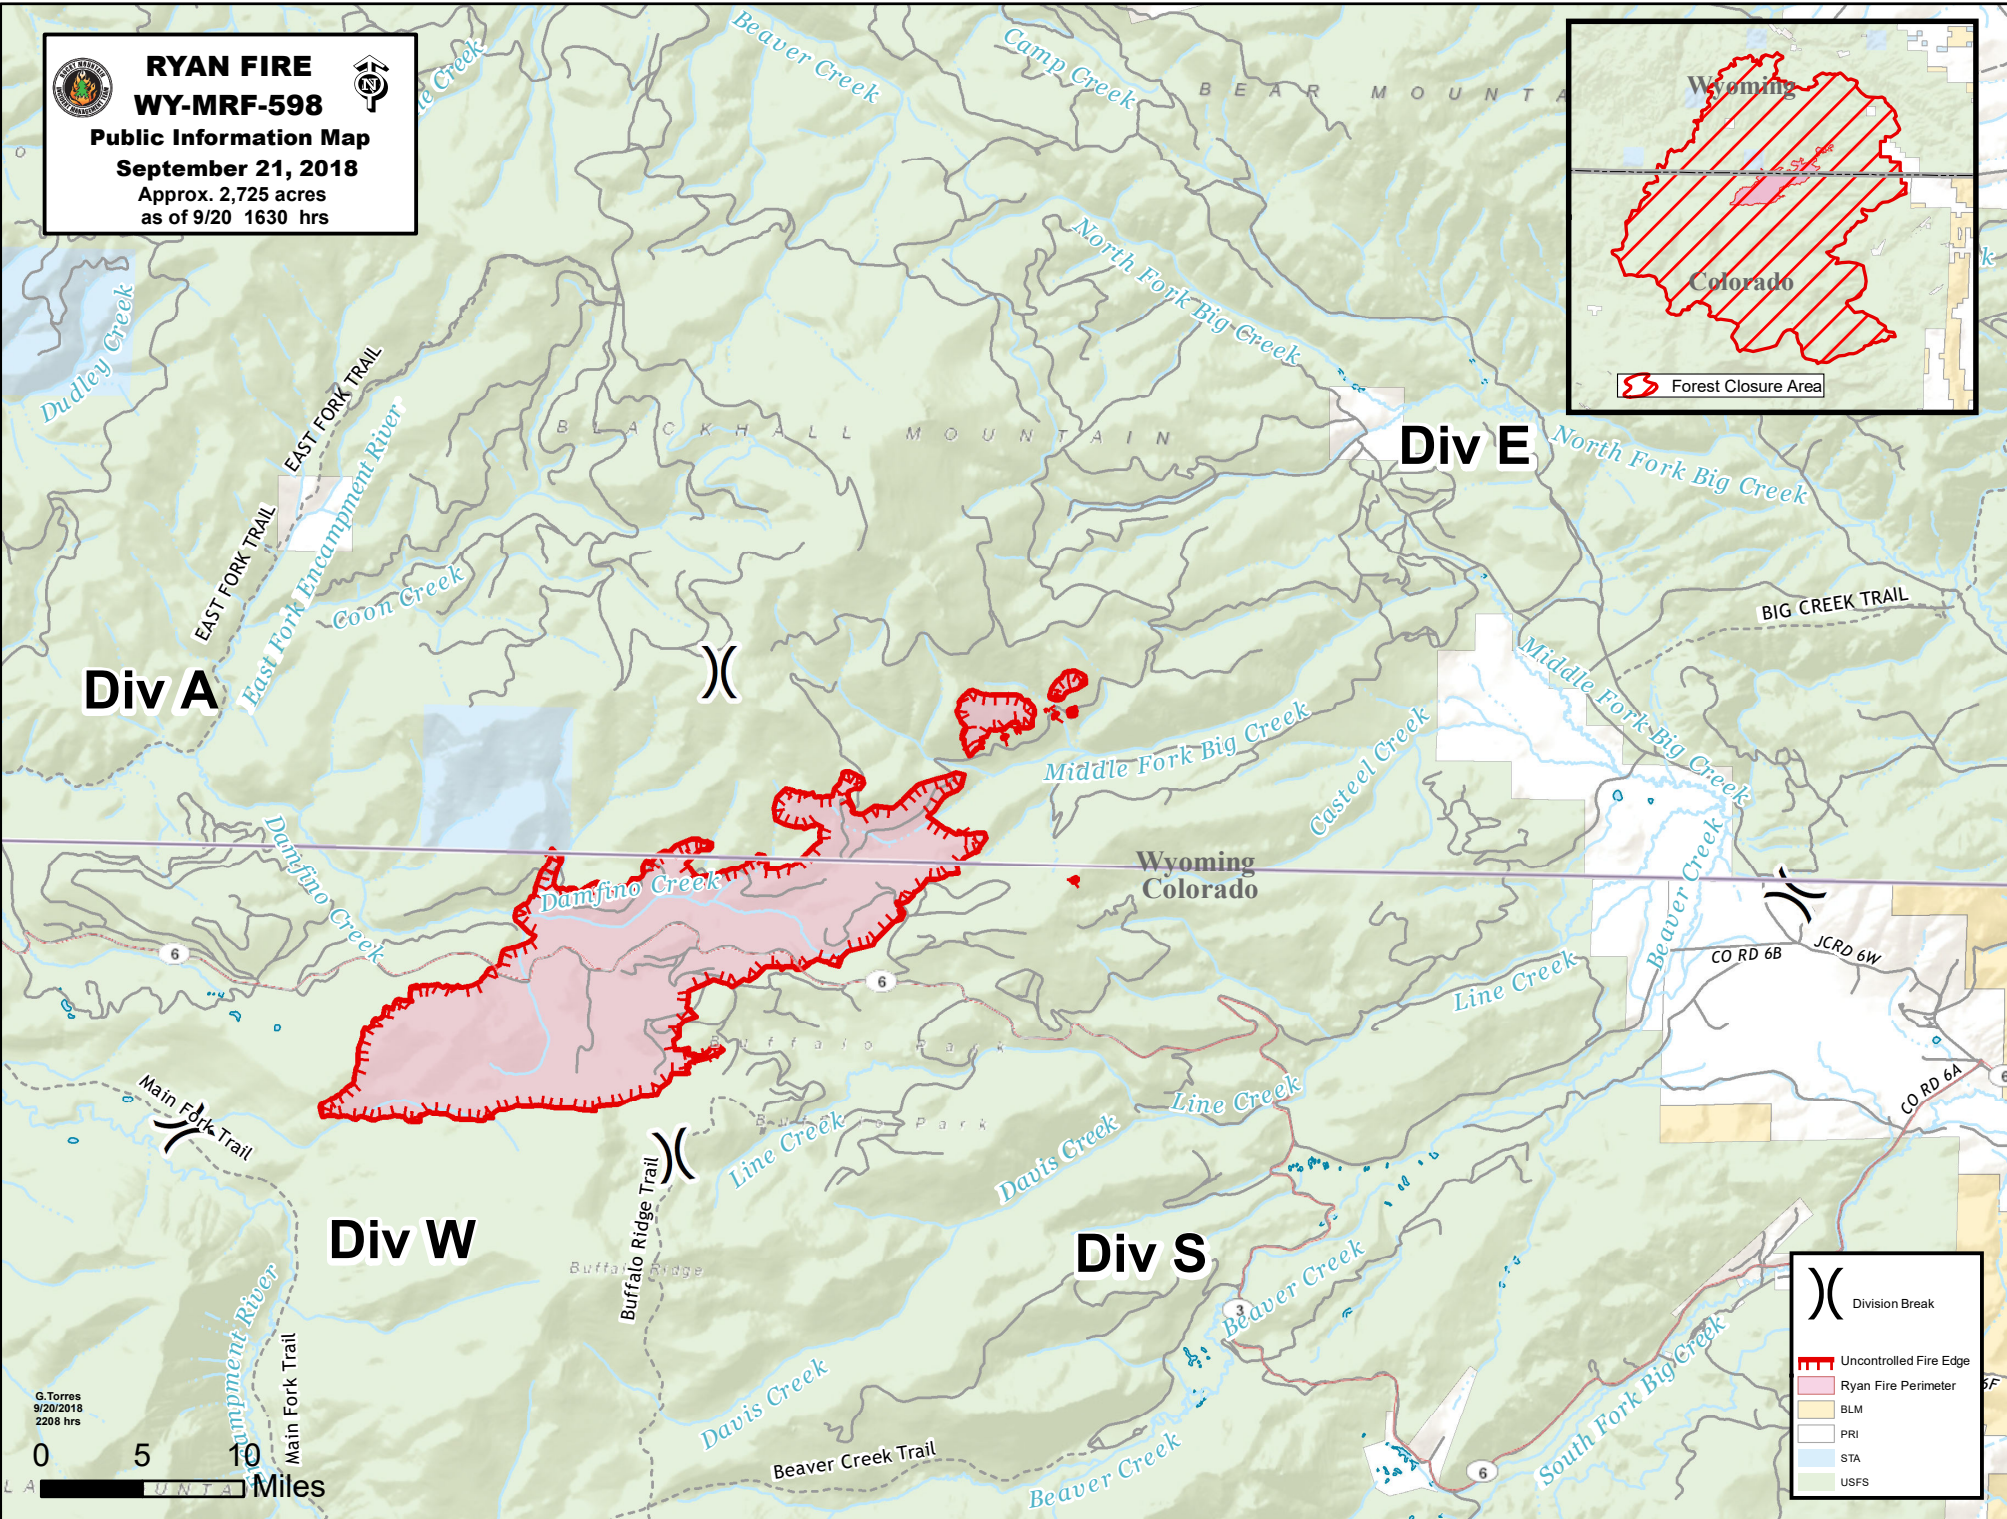 RYAN FIRE
WY-MRF-598
Public Information Map
September 21, 2018
Approx. 2,725 acres
as of 9/20 1630 hrs
N
ROCKY MOUNTAIN
Creek
Beaver Creek
Camp Creek
BEAR MOUNTA
Wyoming
Colorado
Forest Closure Area
k
O
North Fork Big Creek
Dudley Creek
EAST FORK TRAIL
East Fork Encampment River
BLACKHALL MOUNTAIN
Div E
North Fork Big Creek
EAST FORK TRAIL
Coon Creek
BIG CREEK TRAIL
Div A
Middle Fork Big Creek
Middle Fork Big Creek
Casteel Creek
Damfino Creek
Damfino Creek
Wyoming
Colorado
Beaver Creek
6
6
CO RD 6B
JCRD 6W
Line Creek
Buffalo Park
Main Fork Trail
CO RD 6A
6
Line Creek
Buffalo Park
Line Creek
Davis Creek
Buffalo Ridge Trail
Div W
Div S
Buffalo Ridge
Beaver Creek
3
Encampment River
Main Fork Trail
Davis Creek
South Fork Big Creek
Beaver Creek Trail
Beaver Creek
6
6F
Division Break
Uncontrolled Fire Edge
Ryan Fire Perimeter
BLM
PRI
STA
USFS
G.Torres
9/20/2018
2208 hrs
0 5 10
Miles
LA
UNTA